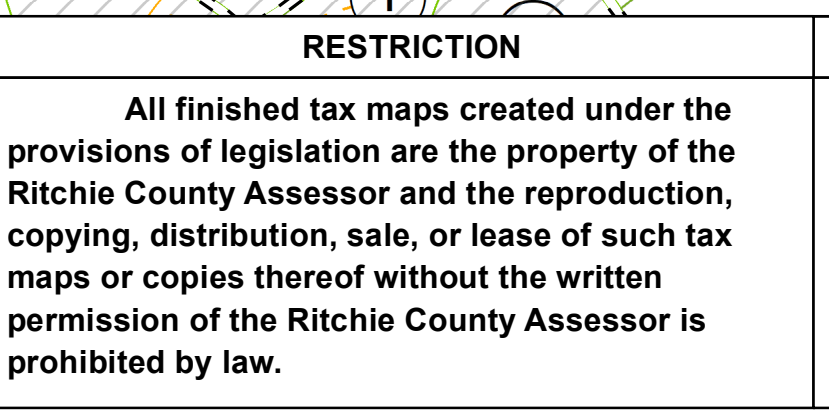 RESTRICTION
All finished tax maps created under the
provisions of legislation are the property of the
Ritchie County Assessor and the reproduction,
copying, distribution, sale, or lease of such tax
maps or copies thereof without the written
permission of the Ritchie County Assessor is
prohibited by law.